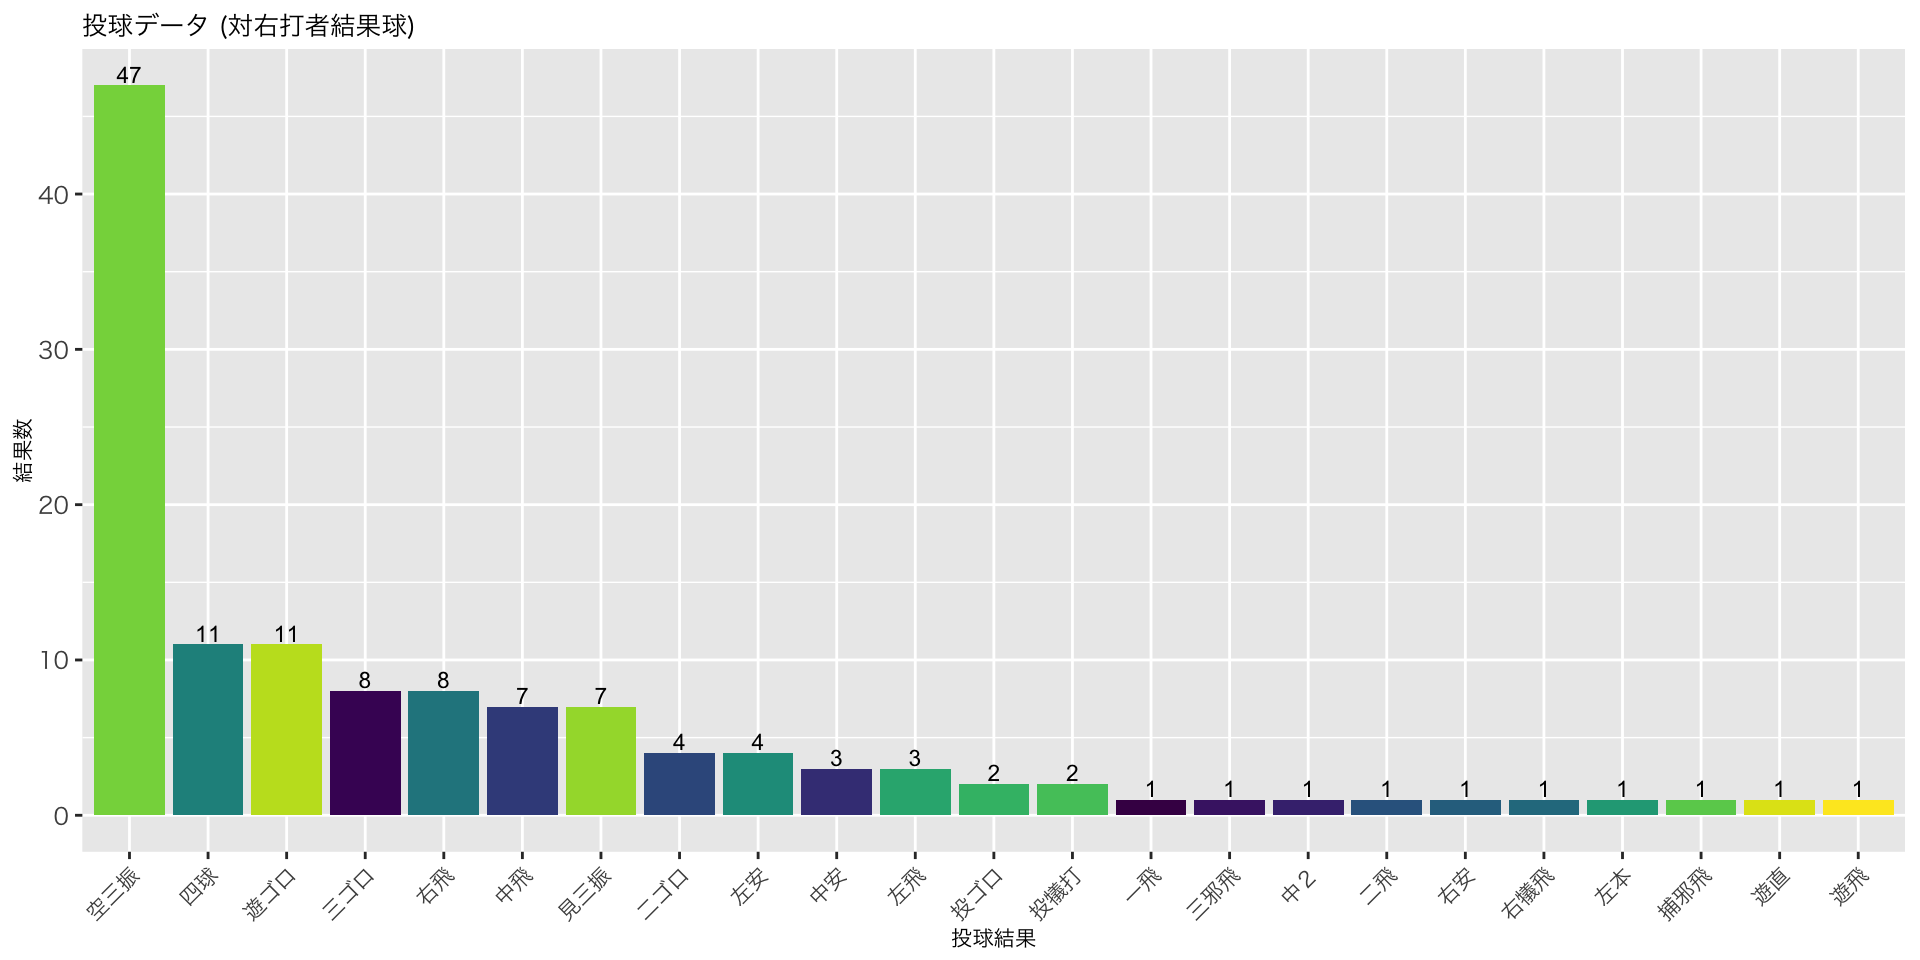 投球データ (対右打者結果球)
結果数
40
30
20
10
0
47
11
11
8
8
7
7
4
4
3
3
2
2
1
1
1
1
1
1
1
1
1
1
空三振
四球
遊ゴロ
三ゴロ
右飛
中飛
見三振
二ゴロ
左安
中安
左飛
投ゴロ
投犠打
一飛
三邪飛
中２
二飛
右安
右犠飛
左本
捕邪飛
遊直
遊飛
投球結果